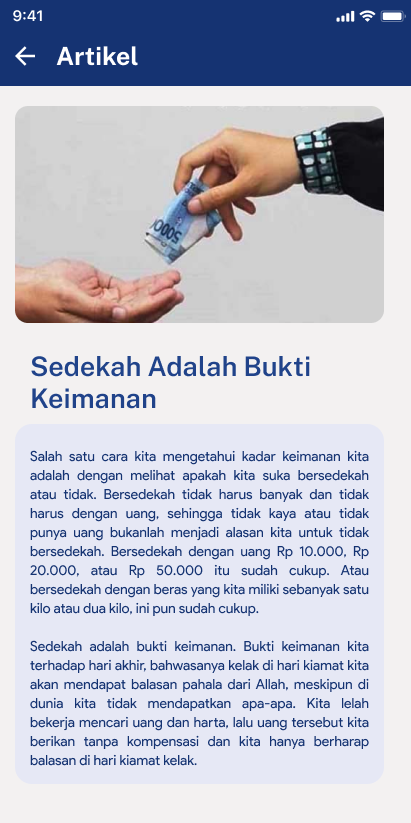 9:41
Artikel
50000
Sedekah Adalah Bukti
Keimanan
Salah satu cara kita mengetahui kadar keimanan kita
adalah dengan melihat apakah kita suka bersedekah
atau tidak. Bersedekah tidak harus banyak dan tidak
harus dengan uang, sehingga tidak kaya atau tidak
punya uang bukanlah menjadi alasan kita untuk tidak
bersedekah. Bersedekah dengan uang Rp 10.000, Rp
20.000, atau Rp 50.000 itu sudah cukup. Atau
bersedekah dengan beras yang kita miliki sebanyak satu
kilo atau dua kilo, ini pun sudah cukup.
Sedekah adalah bukti keimanan. Bukti keimanan kita
terhadap hari akhir, bahwasanya kelak di hari kiamat kita
akan mendapat balasan pahala dari Allah, meskipun di
dunia kita tidak mendapatkan apa-apa. Kita lelah
bekerja mencari uang dan harta, lalu uang tersebut kita
berikan tanpa kompensasi dan kita hanya berharap
balasan di hari kiamat kelak.